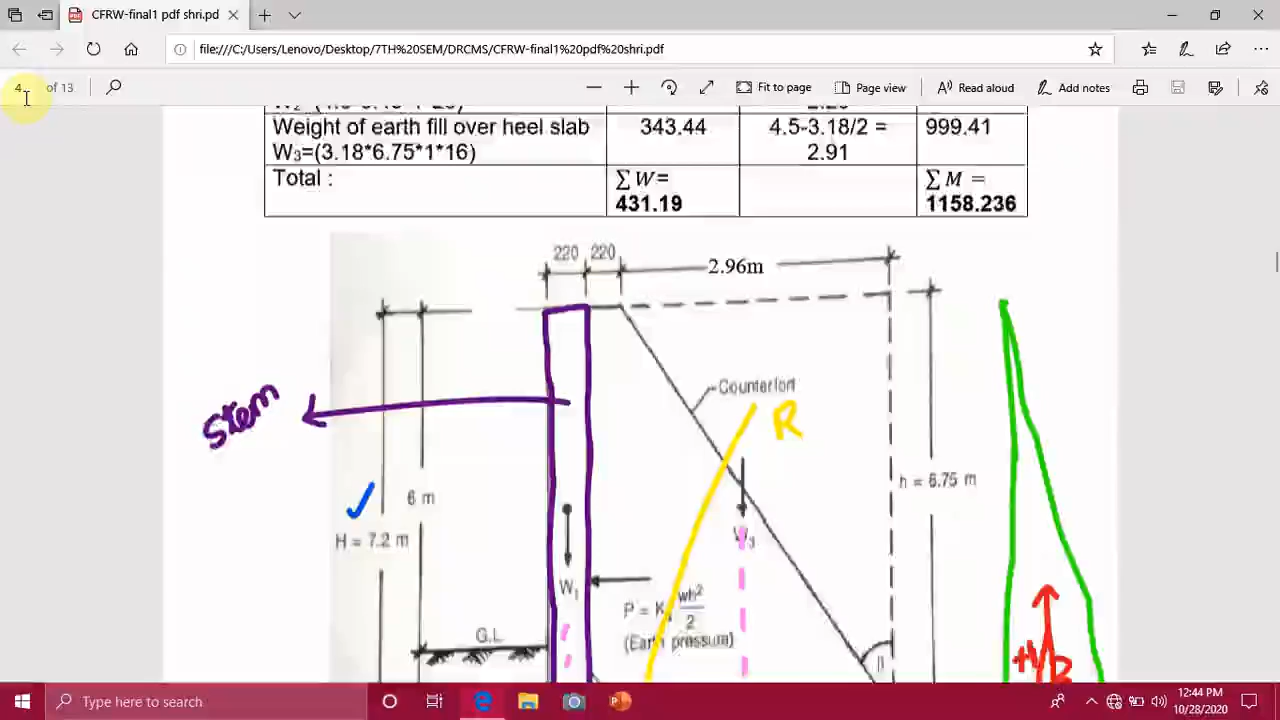 CFRW-final1 pdf shri.pd
file:///C:/Users/Lenovo/Desktop/7TH%20SEM/DRCMS/CFRW-final1%20pdf%20shri.pdf
4 of 13
Fit to page
Page view
Read aloud
Add notes
Weight of earth fill over heel slab
W3=(3.18*6.75*1*16)
343.44
4.5-3.18/2 =
2.91
999.41
Total :
∑ W=
431.19
∑ M =
1158.236
220 220
2.96m
Counterfort
Stem
R
6 m
h = 6.75 m
H = 7.2 m
W3
W1
P = K wh²
2
(Earth pressure)
G.L
β
Type here to search
12:44 PM
10/28/2020